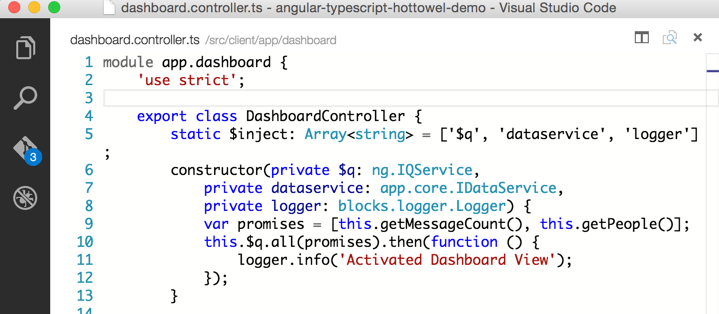 dashboard.controller.ts - angular-typescript-hottowel-demo - Visual Studio Code
dashboard.controller.ts /src/client/app/dashboard
1 module app.dashboard {
2 'use strict';
3
4 export class DashboardController {
5 static $inject: Array<string> = ['$q', 'dataservice', 'logger']
;
6 constructor(private $q: ng.IQService,
7 private dataservice: app.core.IDataService,
8 private logger: blocks.logger.Logger) {
9 var promises = [this.getMessageCount(), this.getPeople()];
10 this.$q.all(promises).then(function () {
11 logger.info('Activated Dashboard View');
12 });
13 }
14
3